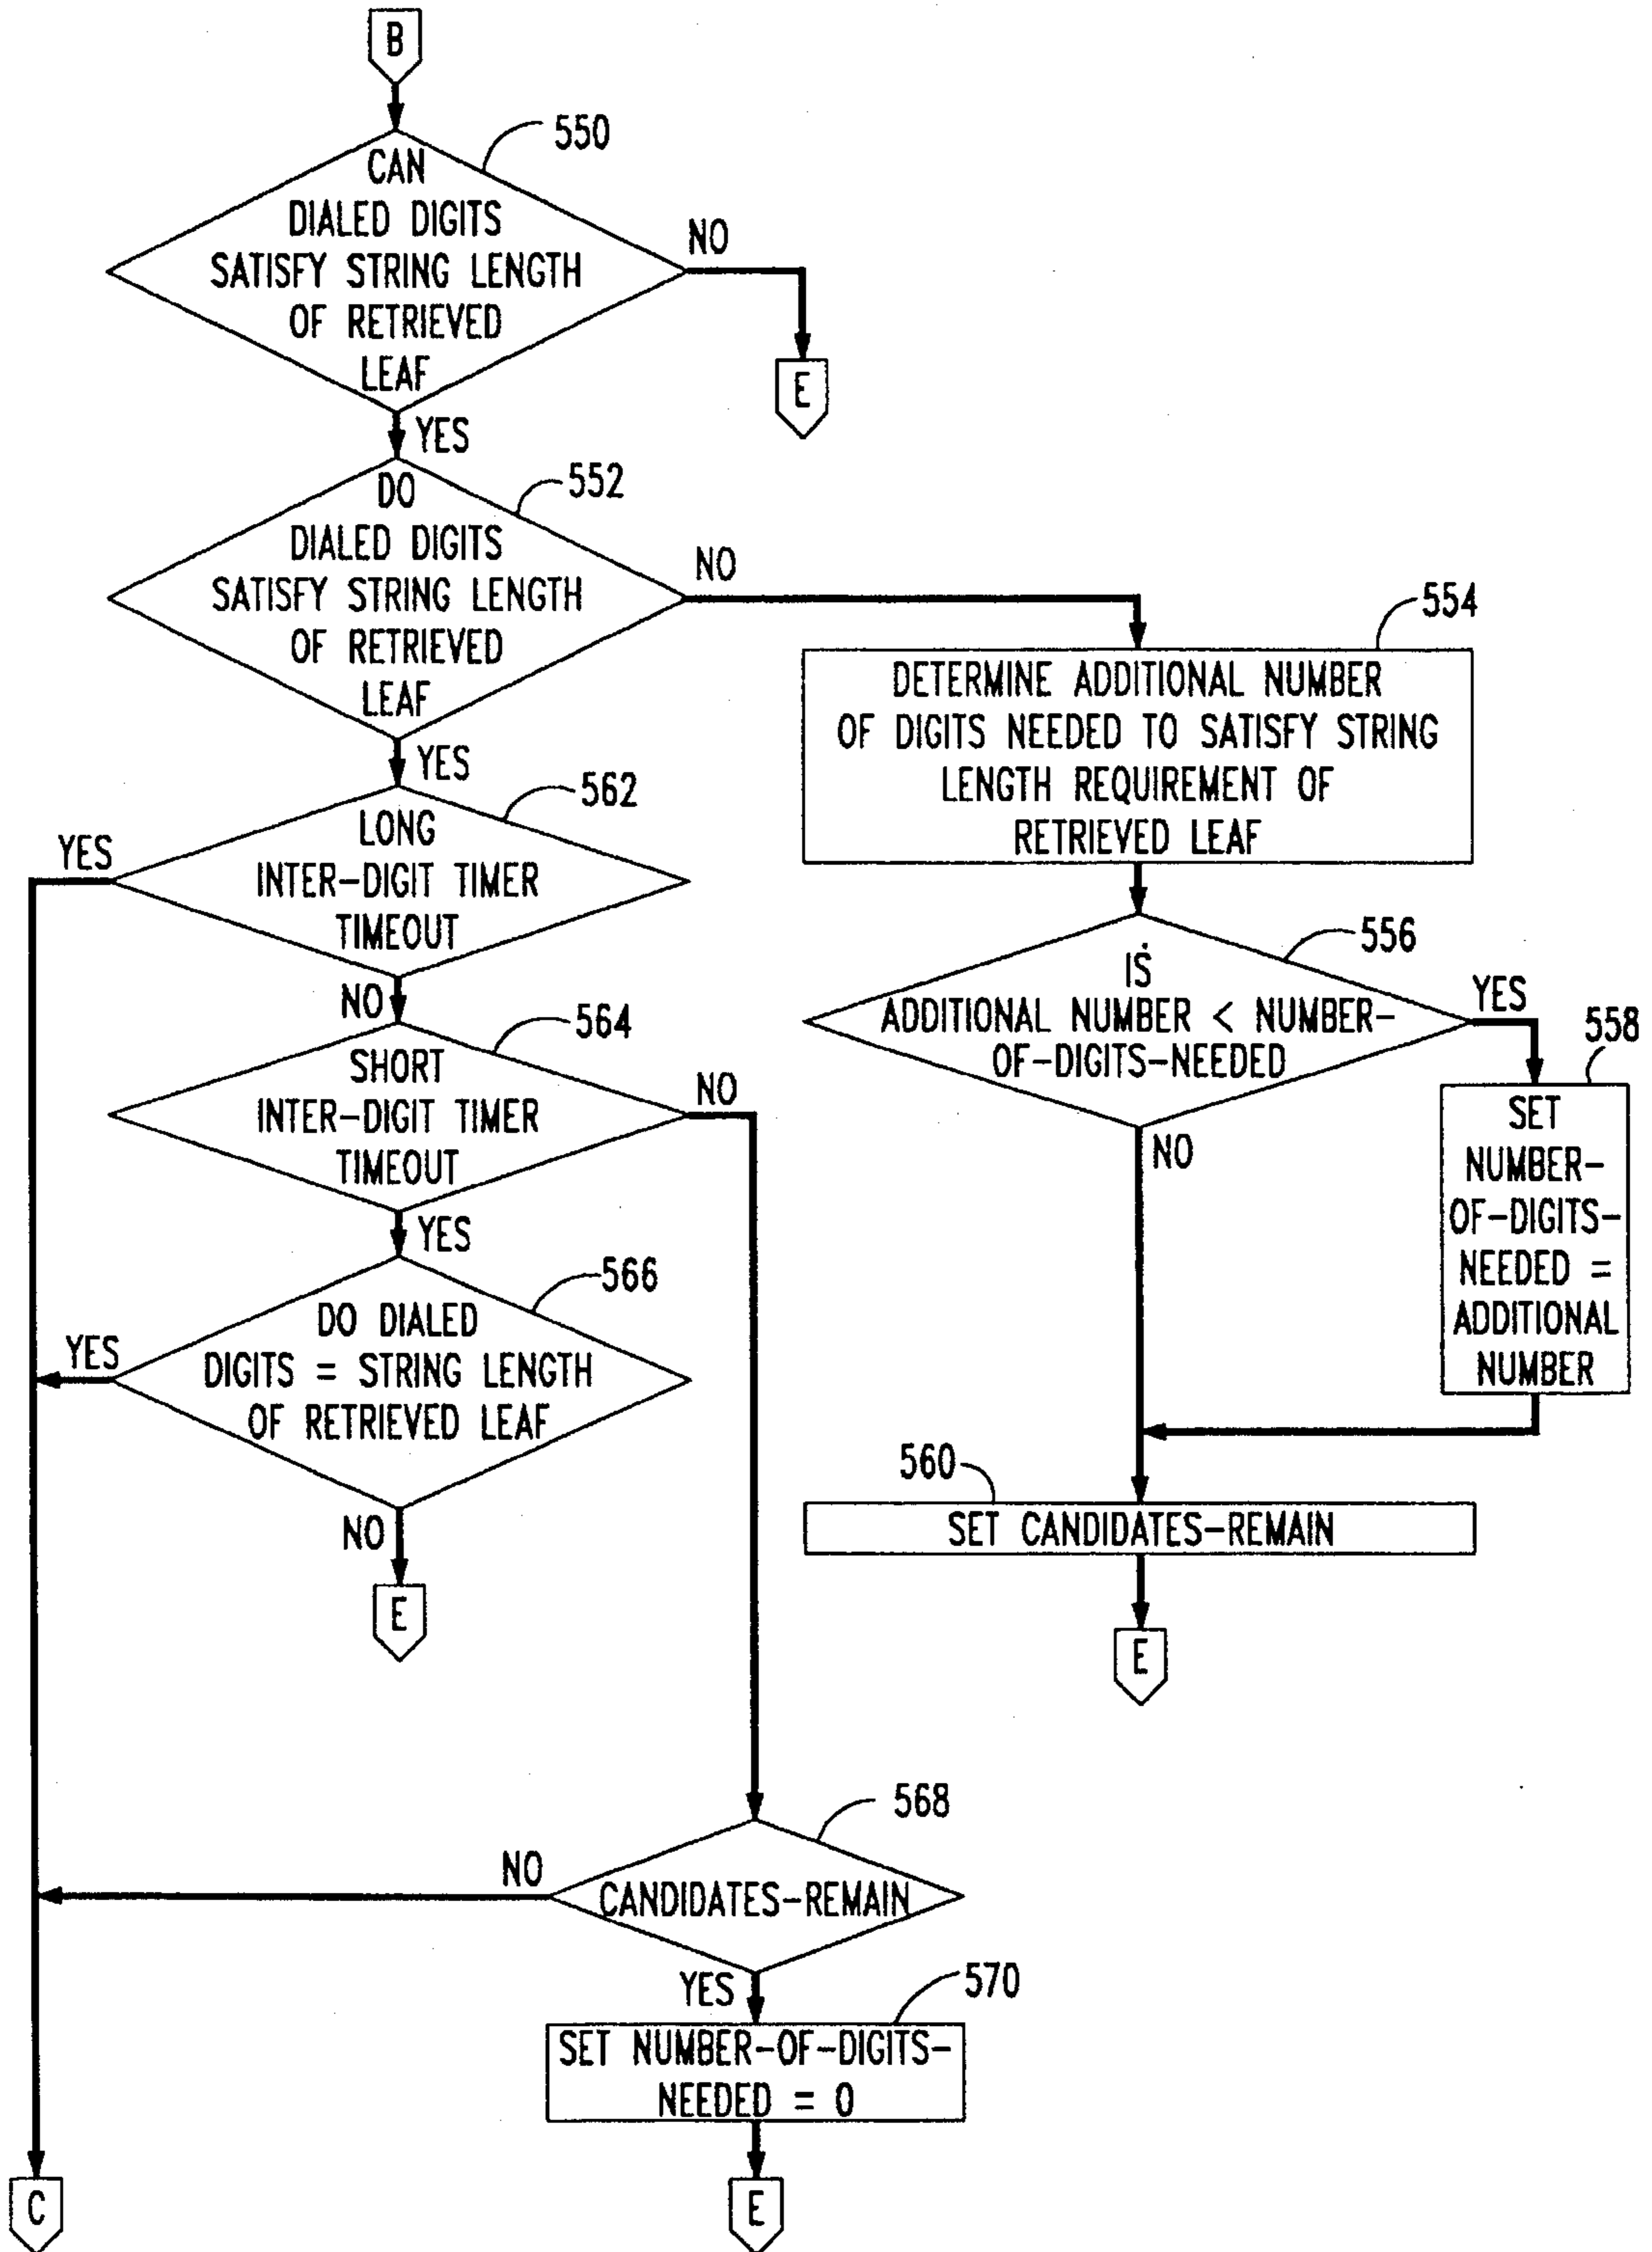 B
550
CAN
DIALED DIGITS
SATISFY STRING LENGTH
OF RETRIEVED
LEAF
NO
E
YES
552
DO
DIALED DIGITS
SATISFY STRING LENGTH
OF RETRIEVED
LEAF
NO
554
DETERMINE ADDITIONAL NUMBER
OF DIGITS NEEDED TO SATISFY STRING
LENGTH REQUIREMENT OF
RETRIEVED LEAF
YES
562
LONG
INTER-DIGIT TIMER
TIMEOUT
YES
NO
556
IS
ADDITIONAL NUMBER < NUMBER-
OF-DIGITS-NEEDED
YES
558
SET
NUMBER-
OF-DIGITS-
NEEDED =
ADDITIONAL
NUMBER
NO
564
SHORT
INTER-DIGIT TIMER
TIMEOUT
NO
YES
566
DO DIALED
DIGITS = STRING LENGTH
OF RETRIEVED LEAF
YES
NO
E
560
SET CANDIDATES-REMAIN
E
568
CANDIDATES-REMAIN
NO
YES
570
SET NUMBER-OF-DIGITS-
NEEDED = 0
C
E